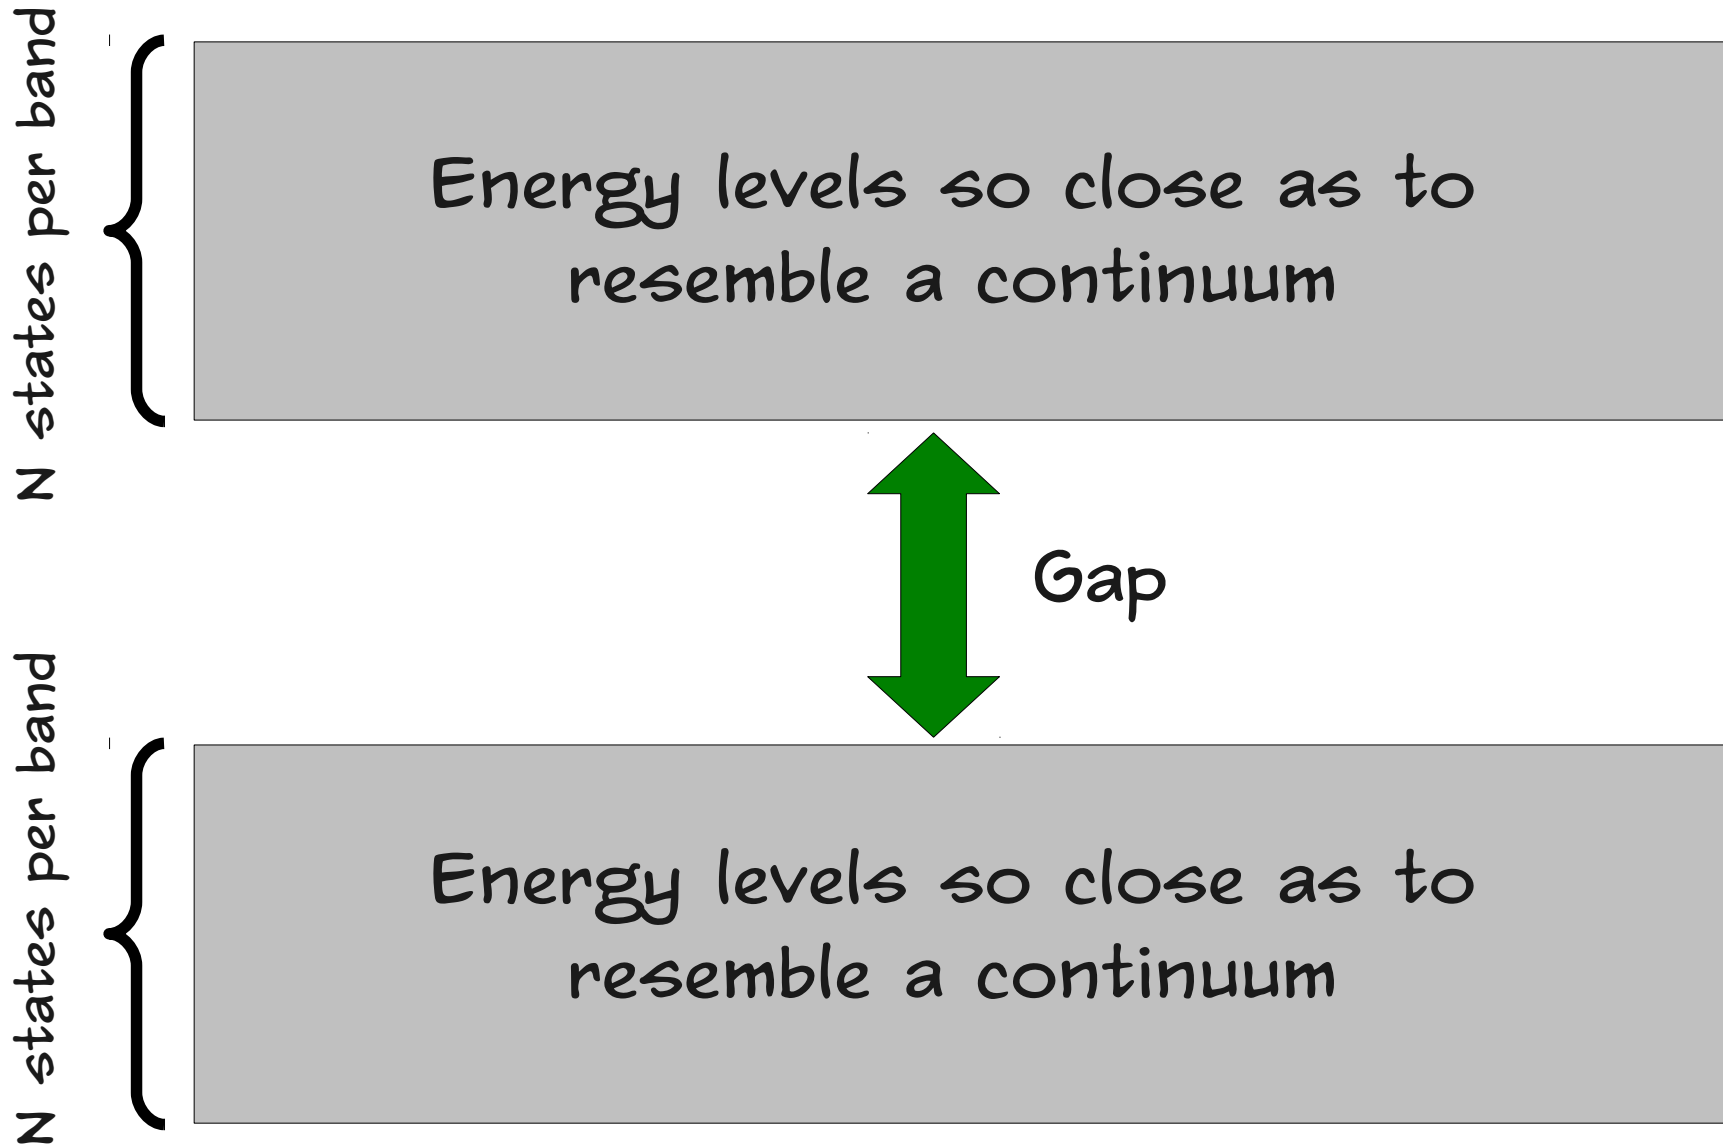 N states per band
Energy levels so close as to
resemble a continuum
Gap
N states per band
Energy levels so close as to
resemble a continuum